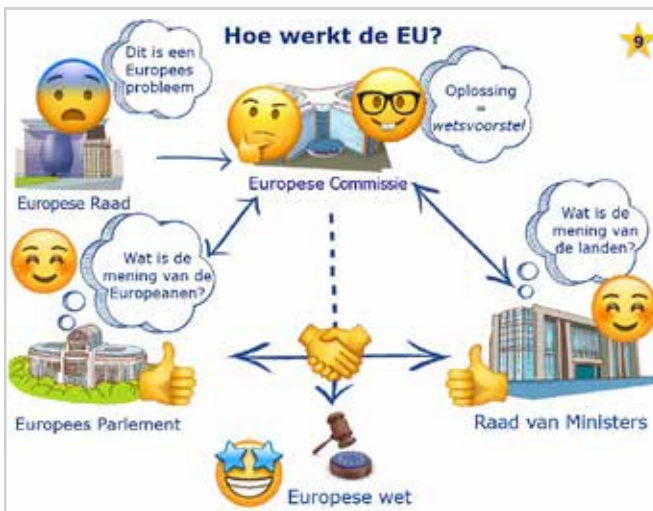 Hoe werkt de EU?
9
Dit is een
Europees
probleem
Oplossing
=
wetsvoorstel
Europese Raad
Europese Commissie
Wat is de
mening van de
Europeanen?
Wat is de
mening van
de landen?
Europees Parlement
Raad van Ministers
Europese wet